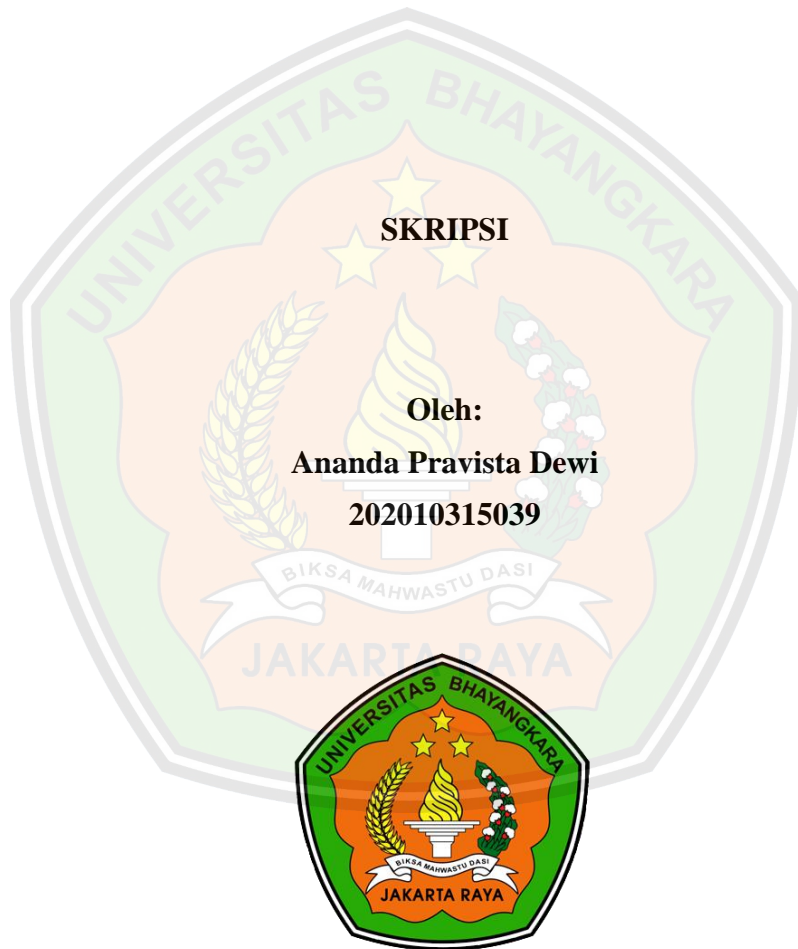 UNIVERSITAS BHAYANGKARA
SKRIPSI
Oleh:
Ananda Pravista Dewi
202010315039
BIKSA MAHWASTU DASI
JAKARTA RAYA
UNIVERSITAS BHAYANGKARA
BIKSA MAHWASTU DASI
JAKARTA RAYA